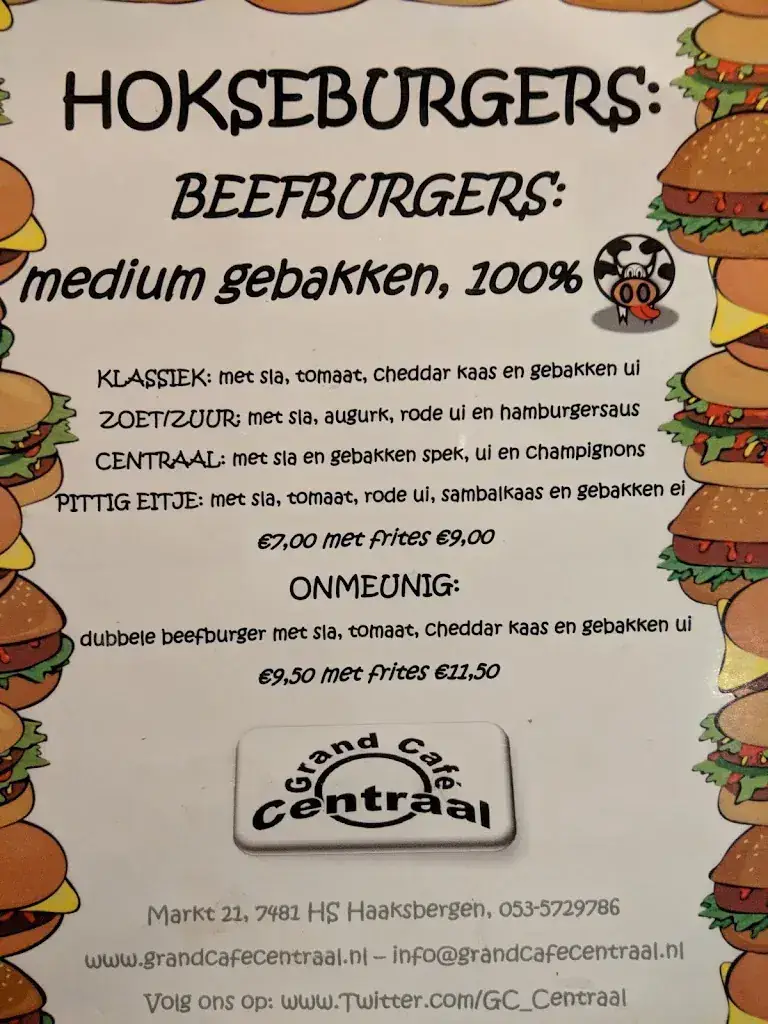 HOKSEBURGERS:
BEEFBURGERS:
medium gebakken, 100%
KLASSIEK: met sla, tomaat, cheddar kaas en gebakken ui
ZOET/ZUUR: met sla, augurk, rode ui en hamburgersaus
CENTRAAL: met sla en gebakken spek, ui en champignons
PITTIG EITJE: met sla, tomaat, rode ui, sambalkaas en gebakken ei
€7,00 met frites €9,00
ONMEUNIG:
dubbele beefburger met sla, tomaat, cheddar kaas en gebakken ui
€9,50 met frites €11,50
Grand Café
Centraal
Markt 21, 7481 HS Haaksbergen, 053-5729786
www.grandcafecentraal.nl – info@grandcafecentraal.nl
Volg ons op: www.Twitter.com/GC_Centraal